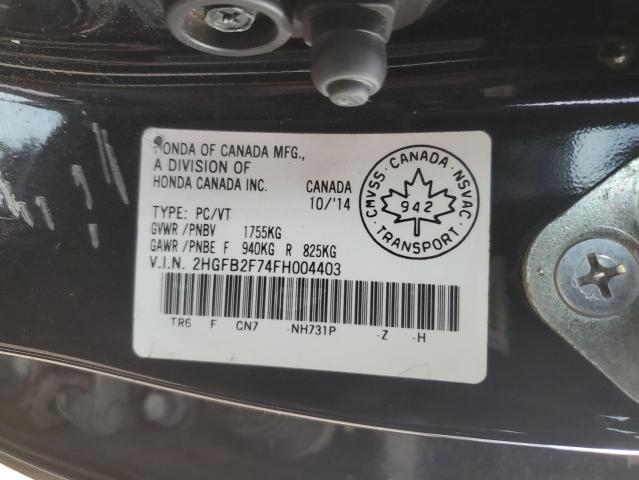 HONDA OF CANADA MFG.,
A DIVISION OF
HONDA CANADA INC.
CANADA
10/'14
TYPE: PC/VT
GVWR /PNBV 1755KG
GAWR /PNBE F 940KG R 825KG
V.I.N. 2HGFB2F74FH004403
TR6 F CN7 -NH731P -Z -H
CMVSS. CANADA. NSVAC
942
TRANSPORT